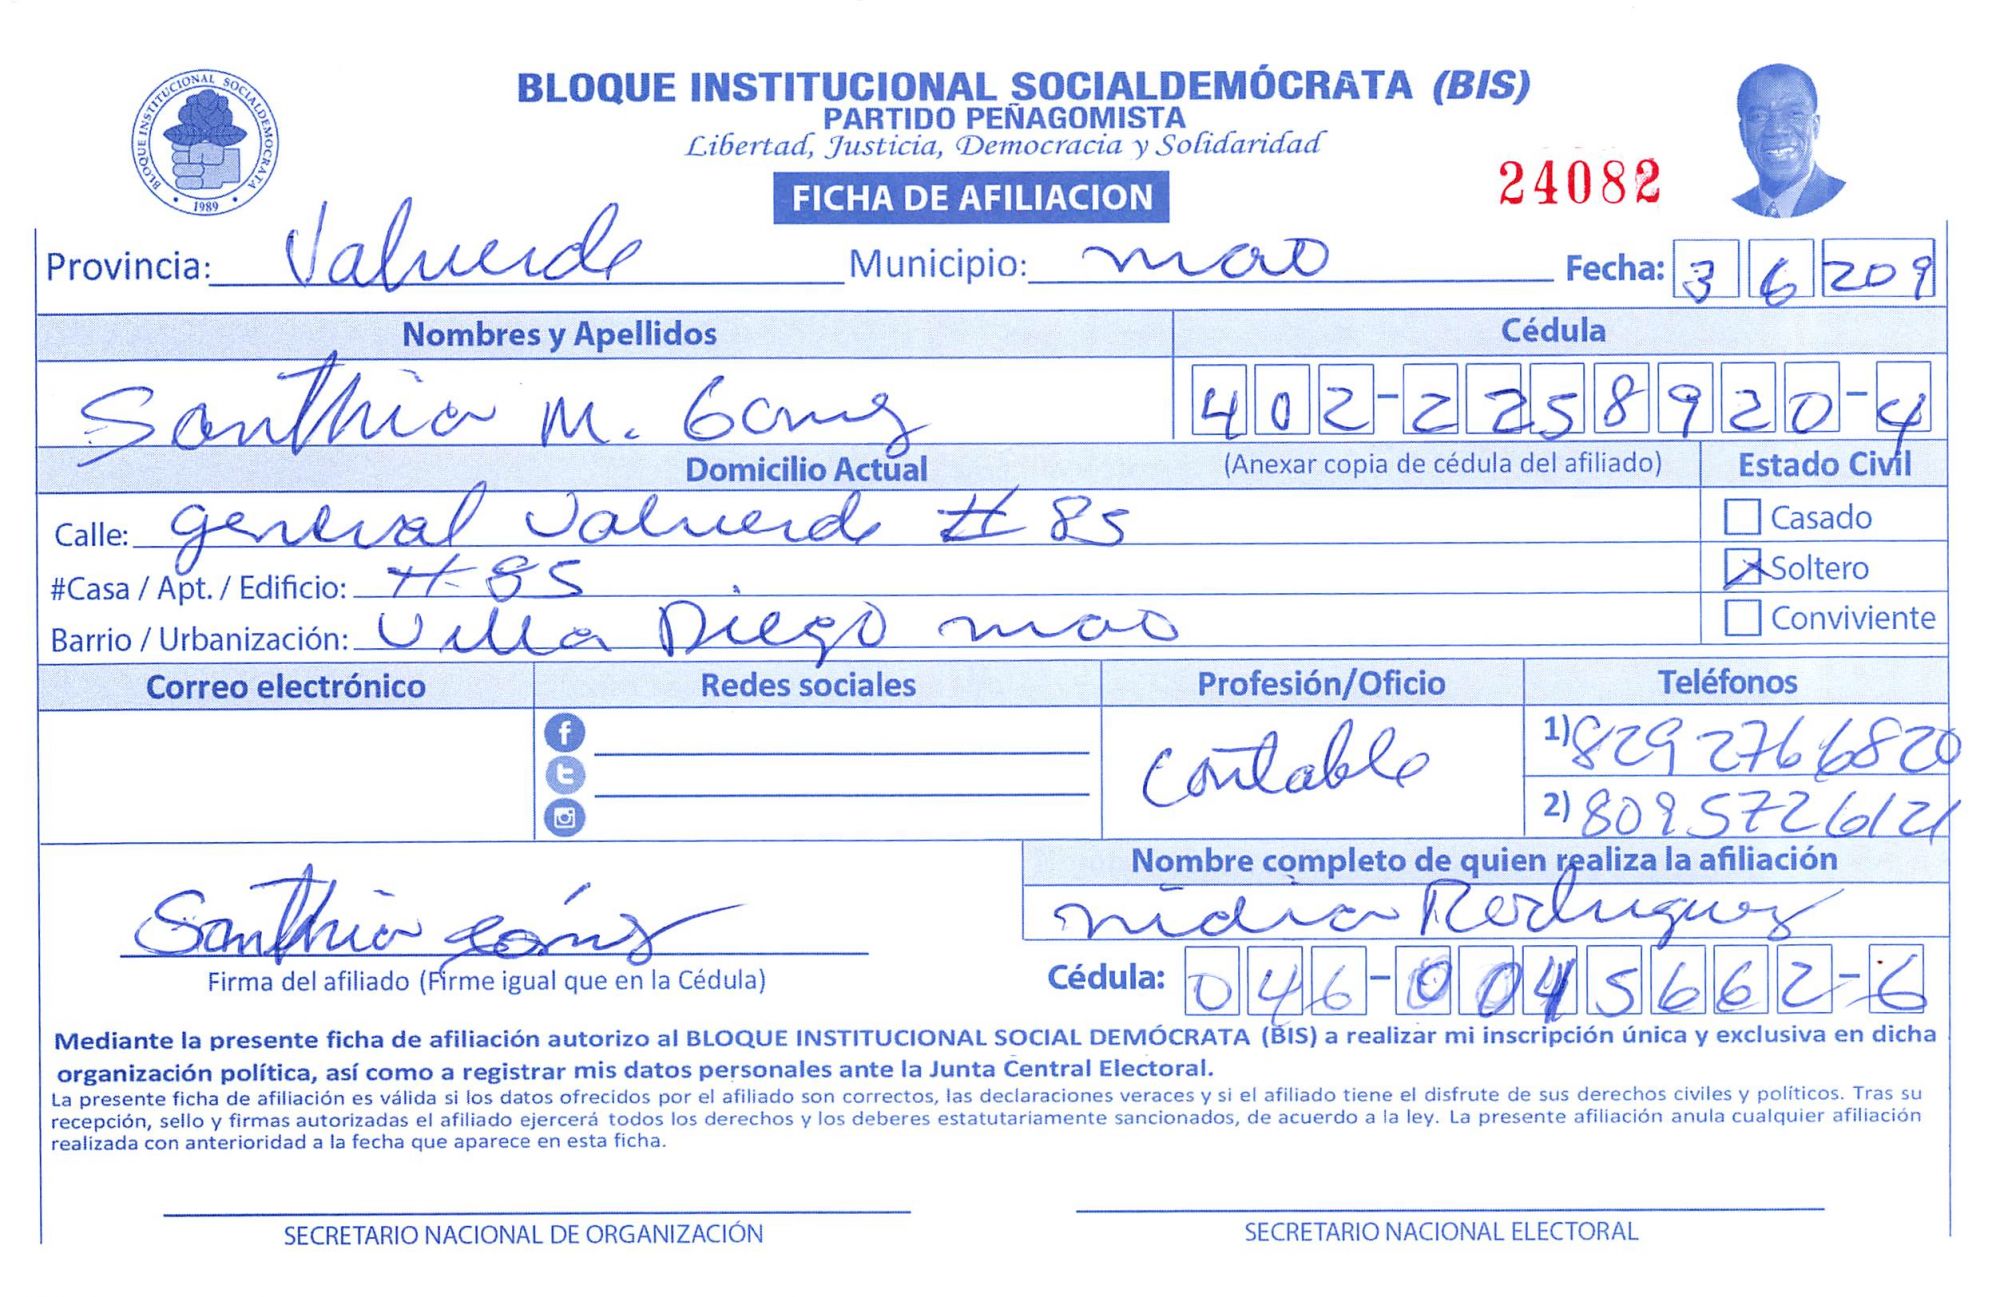 BLOQUE INSTITUCIONAL SOCIALDEMOCRATA
1989
BLOQUE INSTITUCIONAL SOCIALDEMÓCRATA (BIS)
PARTIDO PEÑAGOMISTA
Libertad, Justicia, Democracia y Solidaridad
FICHA DE AFILIACION
24082
Provincia: Valverde Municipio: mao Fecha: 3 6 209
Nombres y Apellidos Cédula
Santhia M. Gomez 402-2258920-4
Domicilio Actual (Anexar copia de cédula del afiliado) Estado Civil
Calle: general Valverde # 85 Casado
#Casa / Apt. / Edificio: # 85 Soltero
Barrio / Urbanización: Villa Diego mao Conviviente
Correo electrónico Redes sociales Profesión/Oficio Teléfonos
Contable 1) 8292766820
2) 8095726121
Nombre completo de quien realiza la afiliación
Santhia Gómez nidia Rodriguez
Firma del afiliado (Firme igual que en la Cédula) Cédula: 046-0045662-6
Mediante la presente ficha de afiliación autorizo al BLOQUE INSTITUCIONAL SOCIAL DEMÓCRATA (BIS) a realizar mi inscripción única y exclusiva en dicha
organización política, así como a registrar mis datos personales ante la Junta Central Electoral.
La presente ficha de afiliación es válida si los datos ofrecidos por el afiliado son correctos, las declaraciones veraces y si el afiliado tiene el disfrute de sus derechos civiles y políticos. Tras su
recepción, sello y firmas autorizadas el afiliado ejercerá todos los derechos y los deberes estatutariamente sancionados, de acuerdo a la ley. La presente afiliación anula cualquier afiliación
realizada con anterioridad a la fecha que aparece en esta ficha.
SECRETARIO NACIONAL DE ORGANIZACIÓN SECRETARIO NACIONAL ELECTORAL